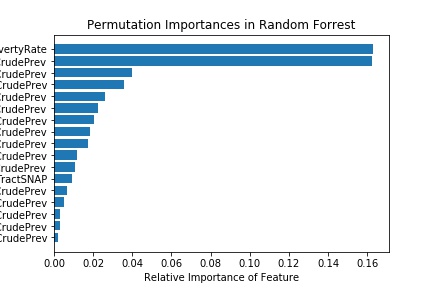 Permutation Importances in Random Forrest
vertyRate
CrudePrev
CrudePrev
CrudePrev
CrudePrev
CrudePrev
CrudePrev
CrudePrev
CrudePrev
CrudePrev
CrudePrev
TractSNAP
CrudePrev
CrudePrev
CrudePrev
CrudePrev
CrudePrev
0.00 0.02 0.04 0.06 0.08 0.10 0.12 0.14 0.16
Relative Importance of Feature